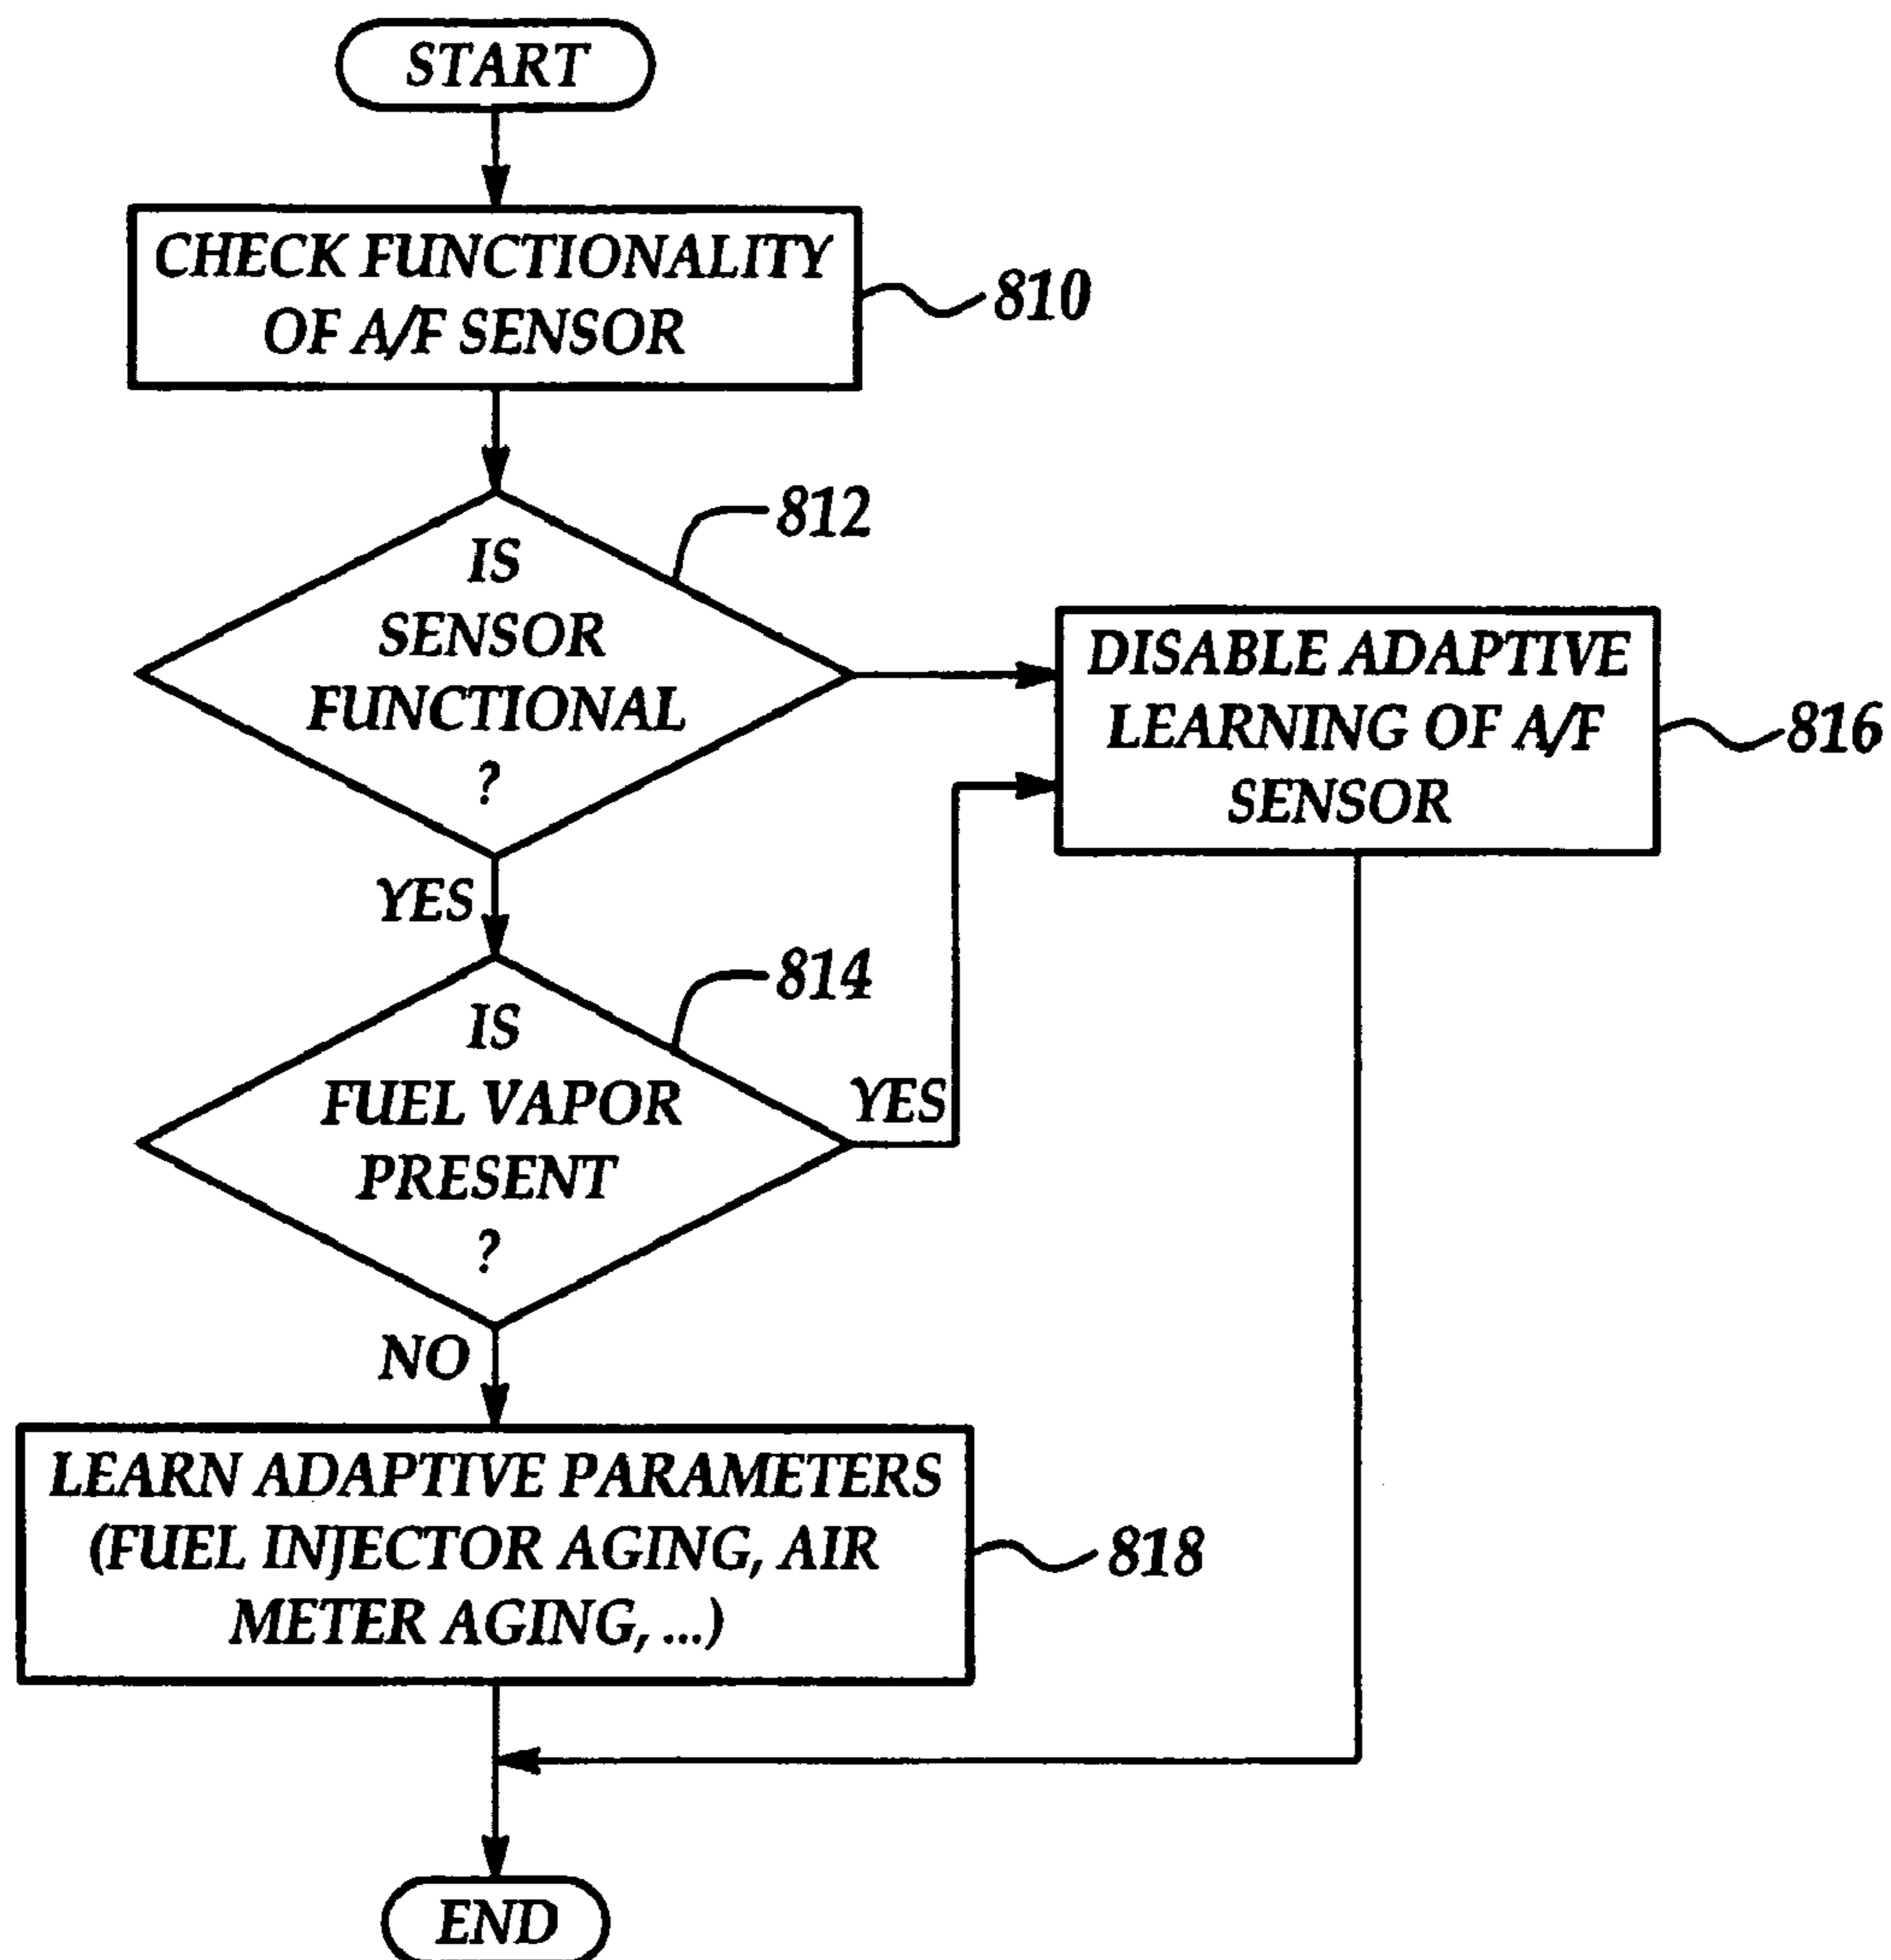 START
CHECK FUNCTIONALITY
OF A/F SENSOR
810
812
IS
SENSOR
FUNCTIONAL
?
DISABLE ADAPTIVE
LEARNING OF A/F
SENSOR
816
YES
814
IS
FUEL VAPOR
PRESENT
?
YES
NO
LEARN ADAPTIVE PARAMETERS
(FUEL INJECTOR AGING, AIR
METER AGING, ...)
818
END